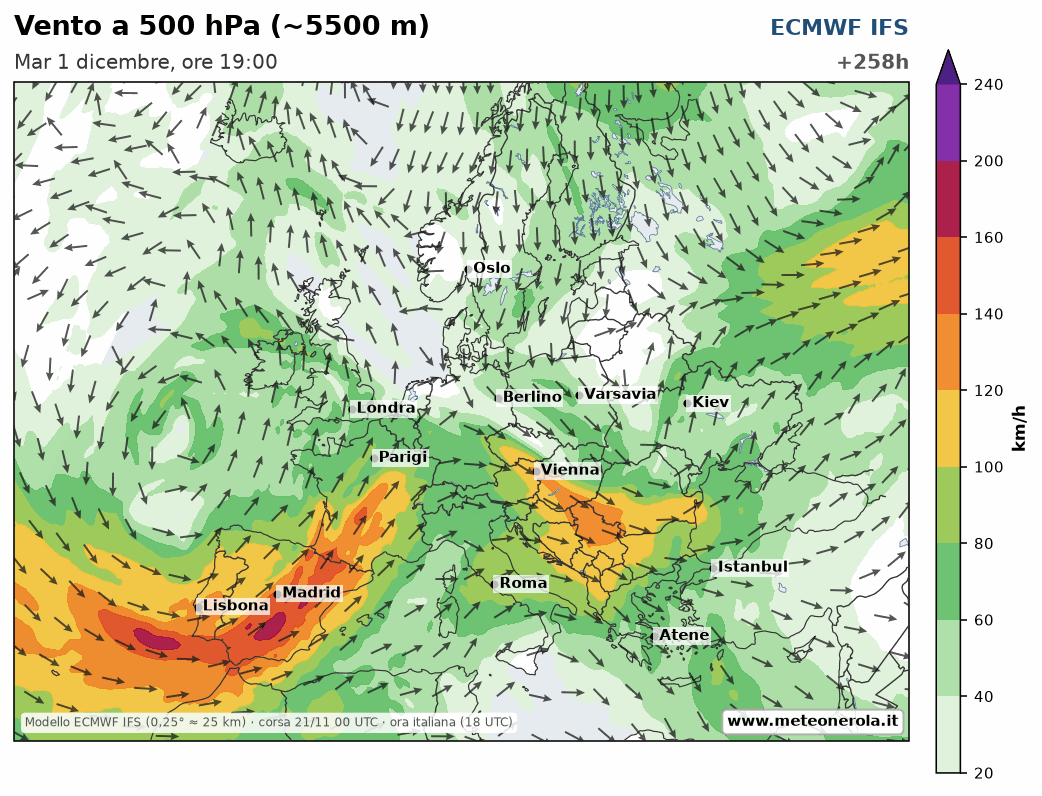 Vento a 500 hPa (~5500 m)
ECMWF IFS
Mar 1 dicembre, ore 19:00
+258h
240
200
160
140
120
100
80
60
40
20
km/h
Oslo
Berlino
Varsavia
Kiev
Londra
Parigi
Vienna
Istanbul
Roma
Madrid
Lisbona
Atene
Modello ECMWF IFS (0,25° ≈ 25 km) · corsa 21/11 00 UTC · ora italiana (18 UTC)
www.meteonerola.it